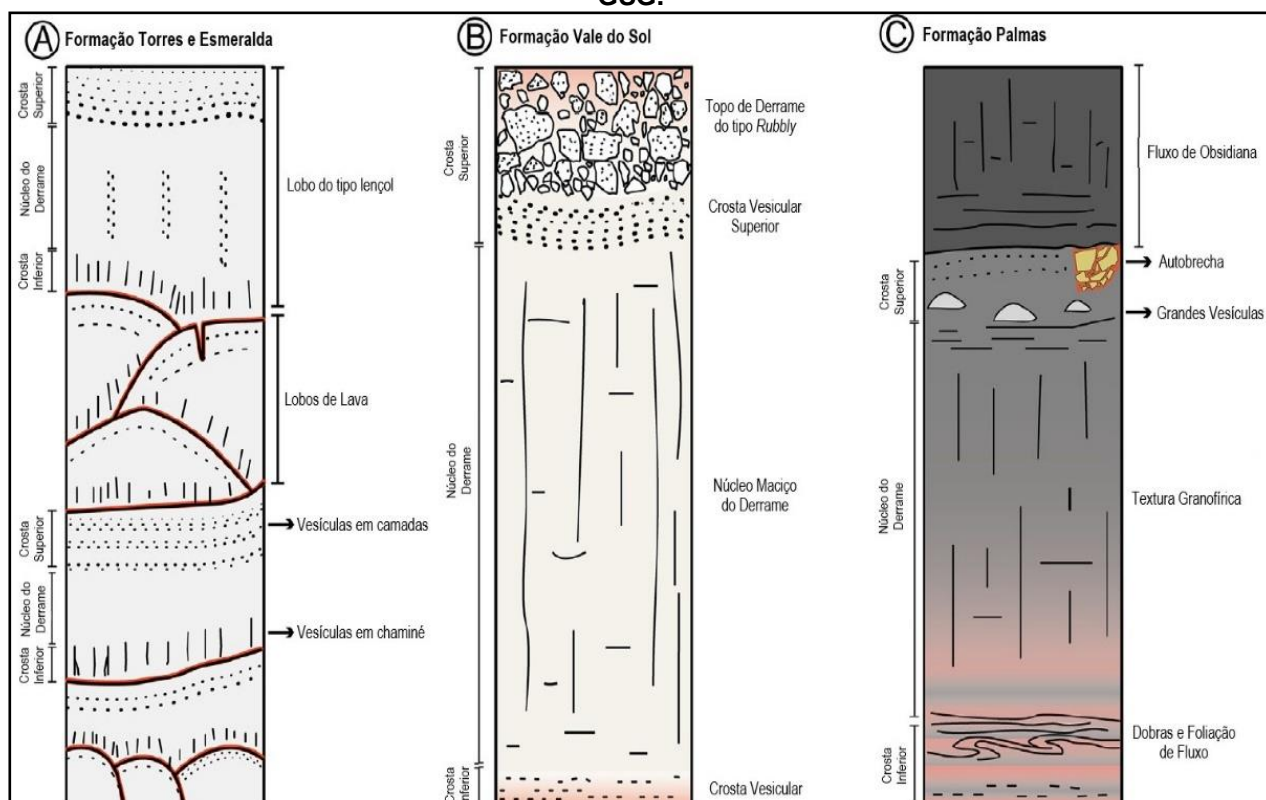 A Formação Torres e Esmeralda
Crosta
Superior
Núcleo do
Derrame
Crosta
Inferior
Lobo do tipo lençol
Lobos de Lava
Crosta
Superior
Vesículas em camadas
Núcleo do
Derrame
Vesículas em chaminé
Crosta
Inferior
B Formação Vale do Sol
Crosta
Superior
Topo de Derrame
do tipo Rubbly
Crosta Vesicular
Superior
Núcleo do
Derrame
Núcleo Maciço
do Derrame
Crosta
Inferior
Crosta Vesicular
C Formação Palmas
Fluxo de Obsidiana
Crosta
Superior
Autobrecha
Grandes Vesículas
Núcleo do
Derrame
Textura Granofírica
Crosta
Inferior
Dobras e Foliação
de Fluxo